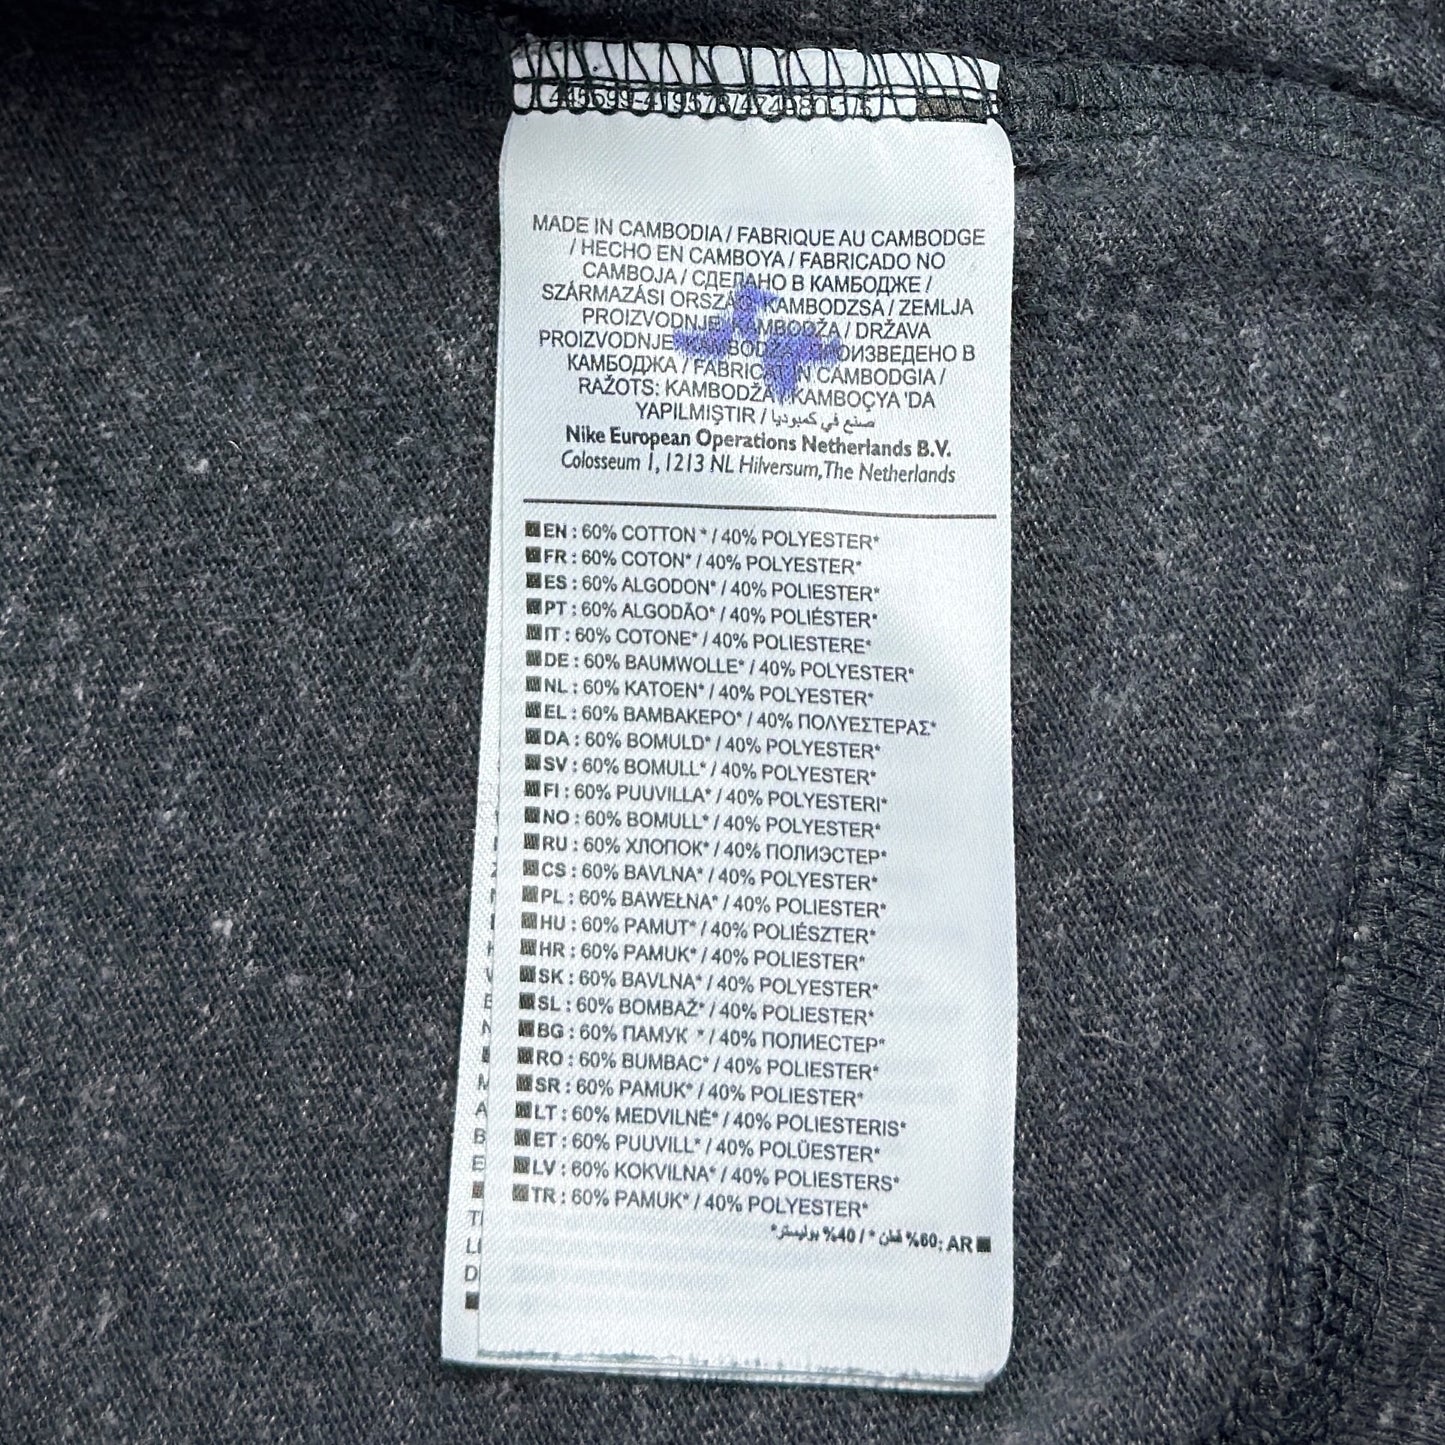 MADE IN CAMBODIA / FABRIQUE AU CAMBODGE
/ HECHO EN CAMBOYA / FABRICADO NO
CAMBOJA / СДЕЛАНО В КАМБОДЖЕ /
SZÁRMAZÁSI ORSZÁG: KAMBODZSA / ZEMLJA
PROIZVODNJE: KAMBODŽA / DRŽAVA
PROIZVODNJE: KAMBODŽA / ПРОИЗВЕДЕНО В
КАМБОДЖА / FABRICAT IN CAMBODGIA /
RAŽOTS: KAMBODŽA / KAMBOÇYA 'DA
YAPILMIŞTIR / صنع في كمبوديا
Nike European Operations Netherlands B.V.
Colosseum 1, 1213 NL Hilversum, The Netherlands
EN : 60% COTTON * / 40% POLYESTER*
FR : 60% COTON* / 40% POLYESTER*
ES : 60% ALGODON* / 40% POLIESTER*
PT : 60% ALGODÃO* / 40% POLIÉSTER*
IT : 60% COTONE* / 40% POLIESTERE*
DE : 60% BAUMWOLLE* / 40% POLYESTER*
NL : 60% KATOEN* / 40% POLYESTER*
EL : 60% ΒΑΜΒΑΚΕΡΟ* / 40% ΠΟΛΥΕΣΤΕΡΑΣ*
DA : 60% BOMULD* / 40% POLYESTER*
SV : 60% BOMULL* / 40% POLYESTER*
FI : 60% PUUVILLA* / 40% POLYESTERI*
NO : 60% BOMULL* / 40% POLYESTER*
RU : 60% ХЛОПОК* / 40% ПОЛИЭСТЕР*
CS : 60% BAVLNA* / 40% POLYESTER*
PL : 60% BAWEŁNA* / 40% POLIESTER*
HU : 60% PAMUT* / 40% POLIÉSZTER*
HR : 60% PAMUK* / 40% POLIESTER*
SK : 60% BAVLNA* / 40% POLYESTER*
SL : 60% BOMBAŽ* / 40% POLIESTER*
BG : 60% ПАМУК * / 40% ПОЛИЕСТЕР*
RO : 60% BUMBAC* / 40% POLIESTER*
SR : 60% PAMUK* / 40% POLIESTER*
LT : 60% MEDVILNĖ* / 40% POLIESTERIS*
ET : 60% PUUVILL* / 40% POLÜESTER*
LV : 60% KOKVILNA* / 40% POLIESTERS*
TR : 60% PAMUK* / 40% POLYESTER*
AR :60% قطن * / 40% بوليستر*